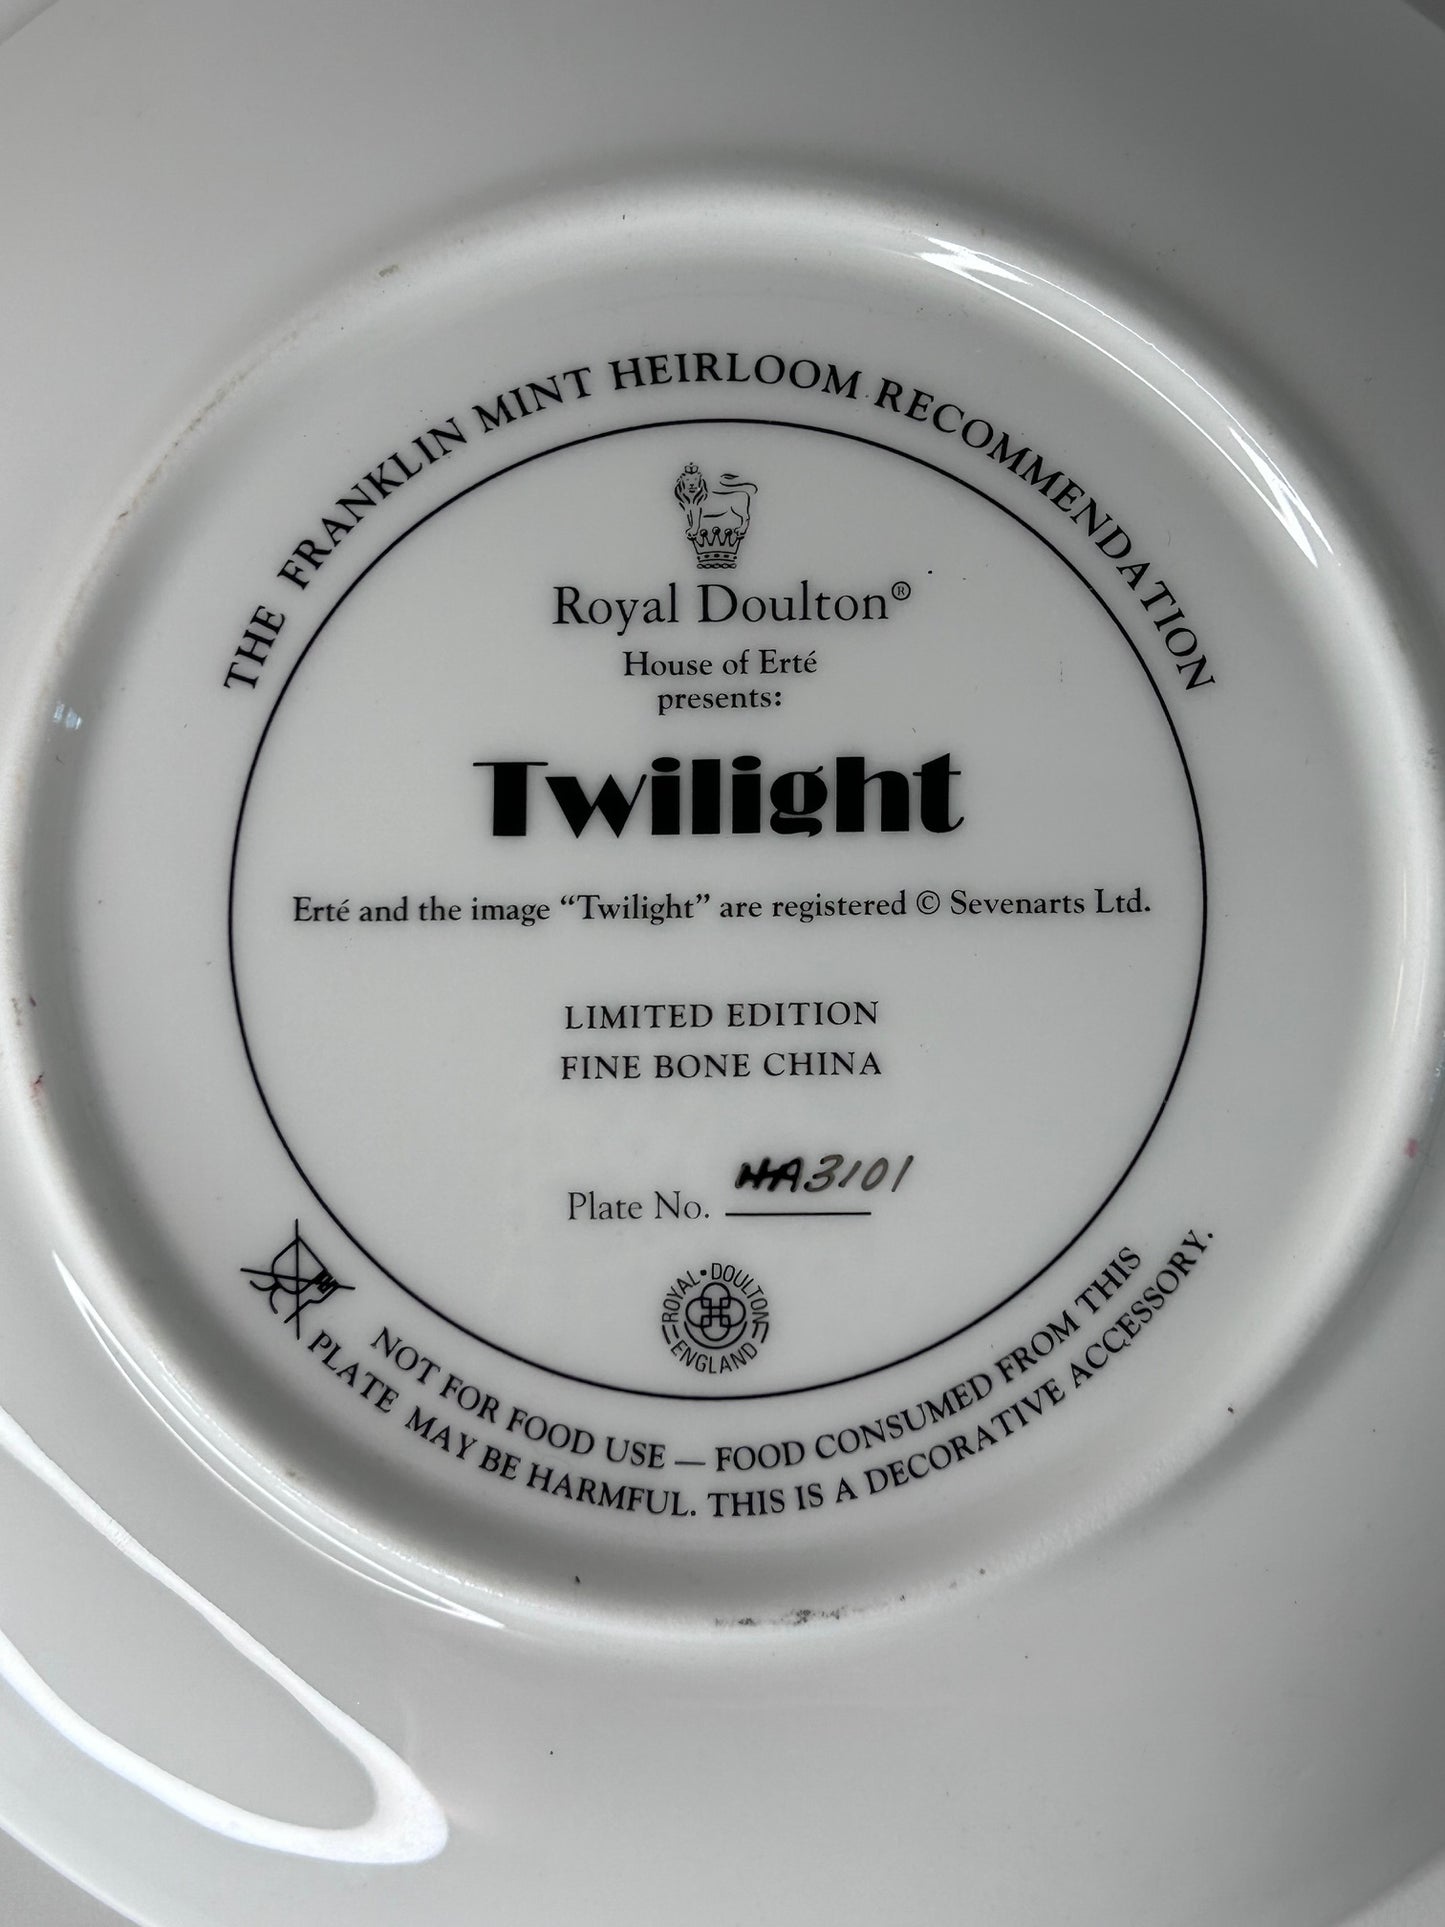 THE FRANKLIN MINT HEIRLOOM RECOMMENDATION
Royal Doulton®
House of Erté
presents:
Twilight
Erté and the image “Twilight” are registered © Sevenarts Ltd.
LIMITED EDITION
FINE BONE CHINA
Plate No. HA3101
ROYAL • DOULTON
ENGLAND
NOT FOR FOOD USE — FOOD CONSUMED FROM THIS
PLATE MAY BE HARMFUL. THIS IS A DECORATIVE ACCESSORY.